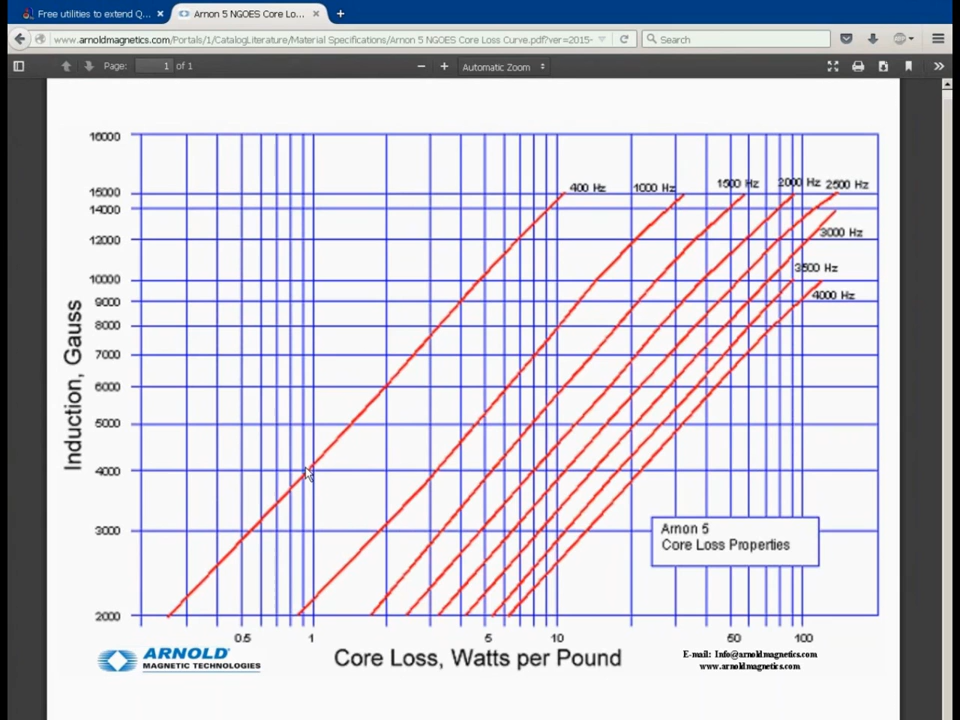 Free utilities to extend Q...
Arnon 5 NGOES Core Lo...
www.arnoldmagnetics.com/Portals/1/CatalogLiterature/Material Specifications/Arnon 5 NGOES Core Loss Curve.pdf?ver=2015-
Search
Page: 1 of 1
Automatic Zoom
16000
15000
14000
12000
10000
9000
8000
7000
6000
5000
4000
3000
2000
Induction, Gauss
400 Hz
1000 Hz
1500 Hz
2000 Hz
2500 Hz
3000 Hz
3500 Hz
4000 Hz
Arnon 5
Core Loss Properties
0.5 1 5 10 50 100
Core Loss, Watts per Pound
ARNOLD
MAGNETIC TECHNOLOGIES
E-mail: Info@arnoldmagnetics.com
www.arnoldmagnetics.com